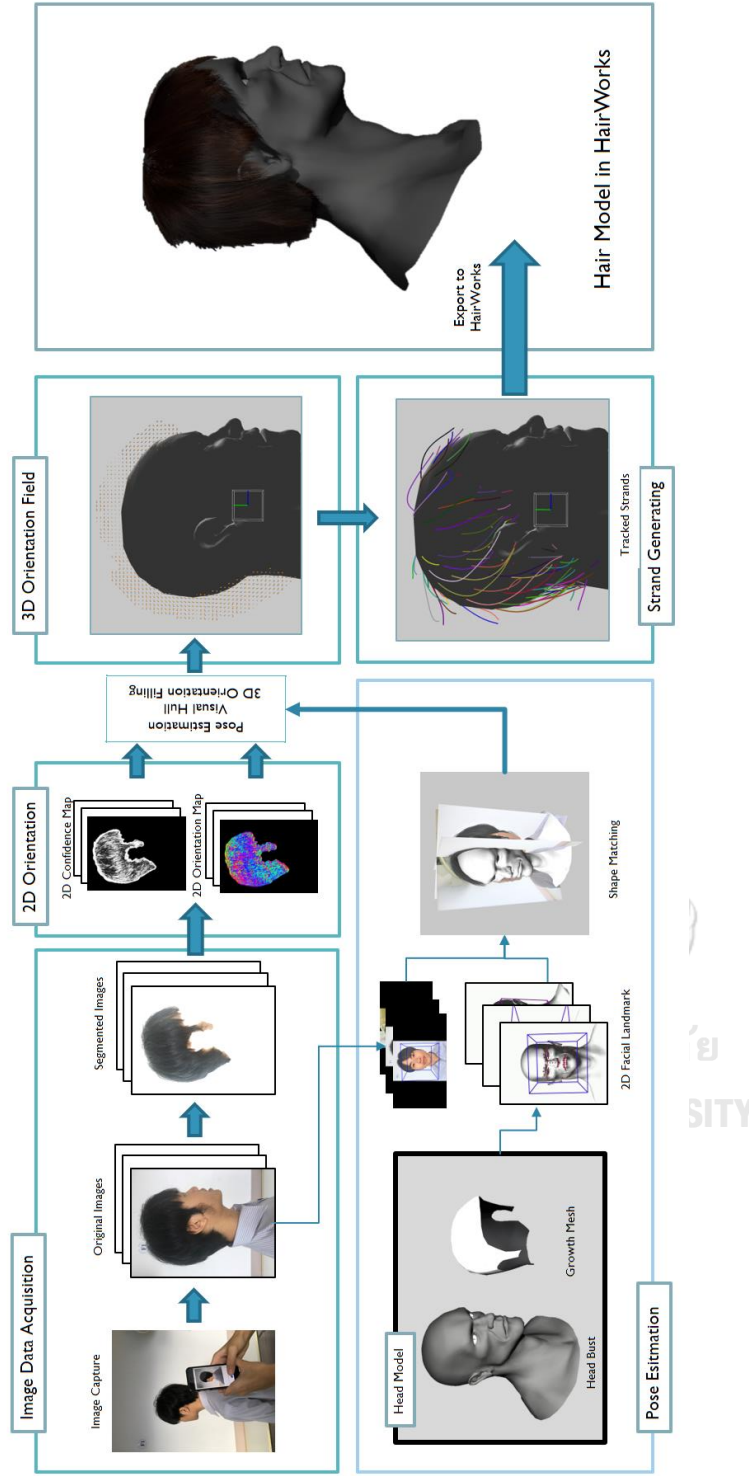 Image Data Acquisition
Image Capture
Original Images
Segmented Images
2D Orientation
2D Confidence Map
2D Orientation Map
Pose Estimation
Visual Hull
3D Orientation Filling
3D Orientation Field
Head Model
Head Bust
Growth Mesh
2D Facial Landmark
Shape Matching
Pose Esitmation
Tracked Strands
Strand Generating
Export to
HairWorks
Hair Model in HairWorks
SITY